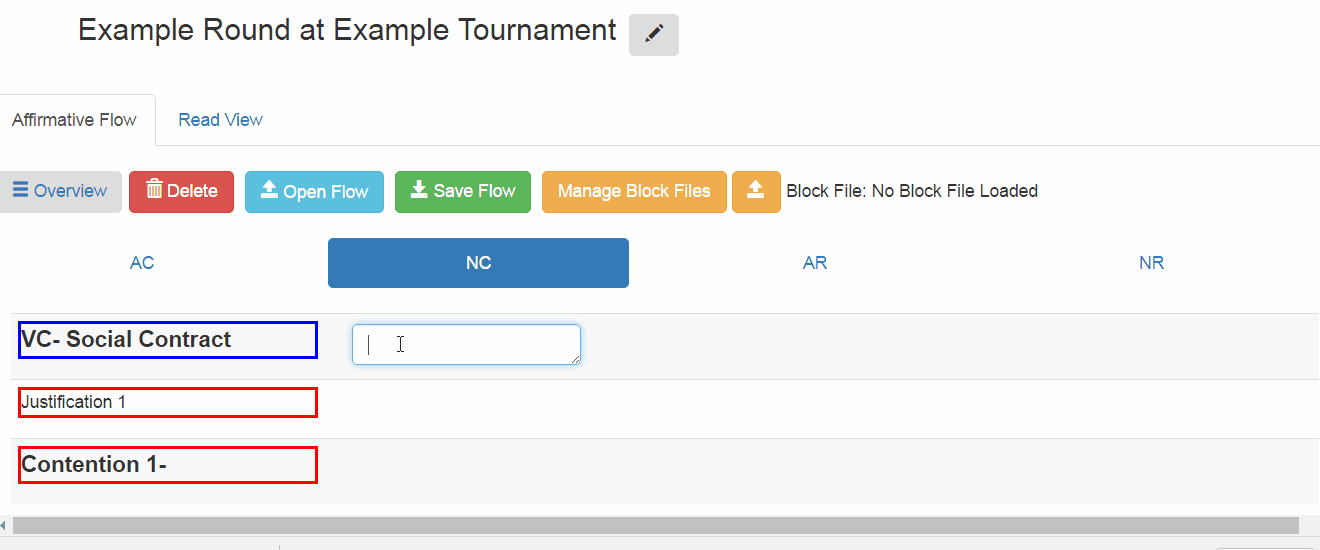 Example Round at Example Tournament
Affirmative Flow Read View
Overview Delete Open Flow Save Flow Manage Block Files Block File: No Block File Loaded
AC NC AR NR
VC- Social Contract
Justification 1
Contention 1-